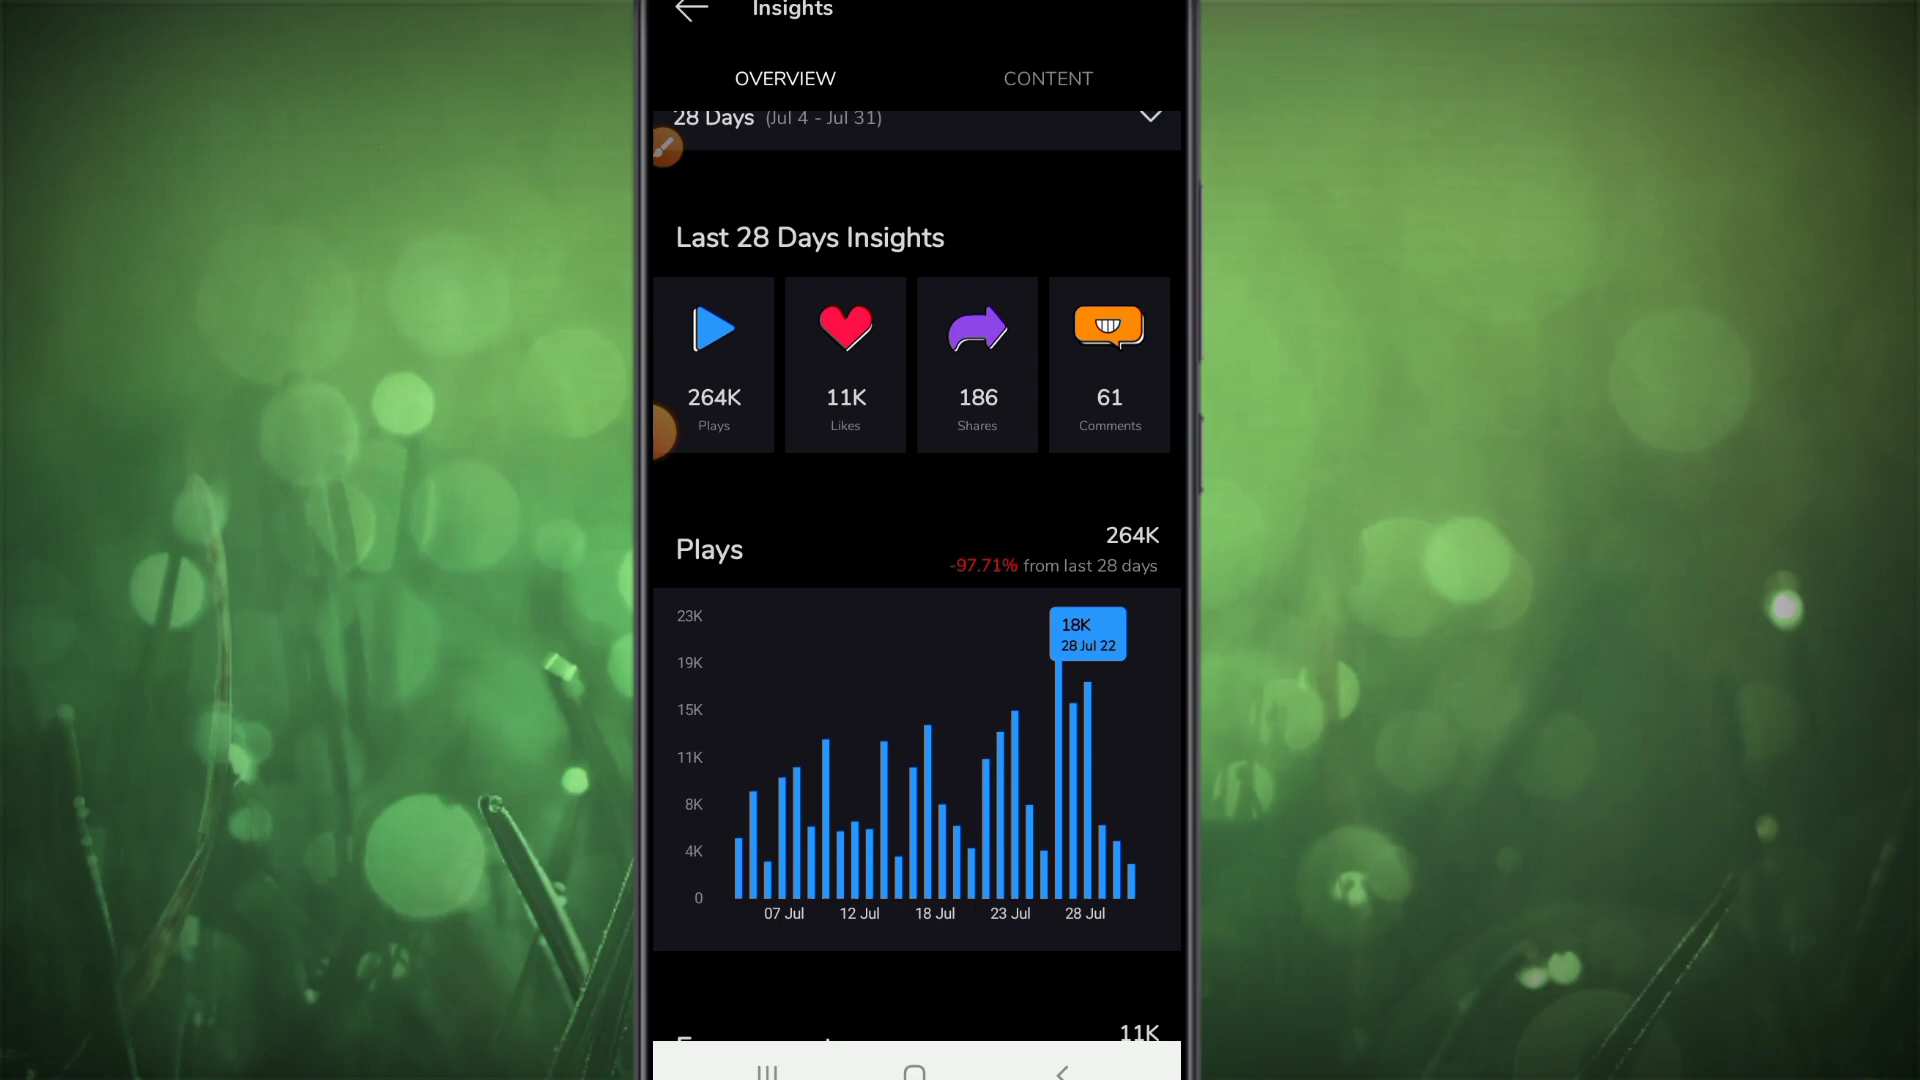 Insights
OVERVIEW CONTENT
28 Days (Jul 4 - Jul 31)
Last 28 Days Insights
264K 11K 186 61
Plays Likes Shares Comments
264K
Plays
-97.71% from last 28 days
23K
18K
28 Jul 22
19K
15K
11K
8K
4K
0
07 Jul 12 Jul 18 Jul 23 Jul 28 Jul
11K